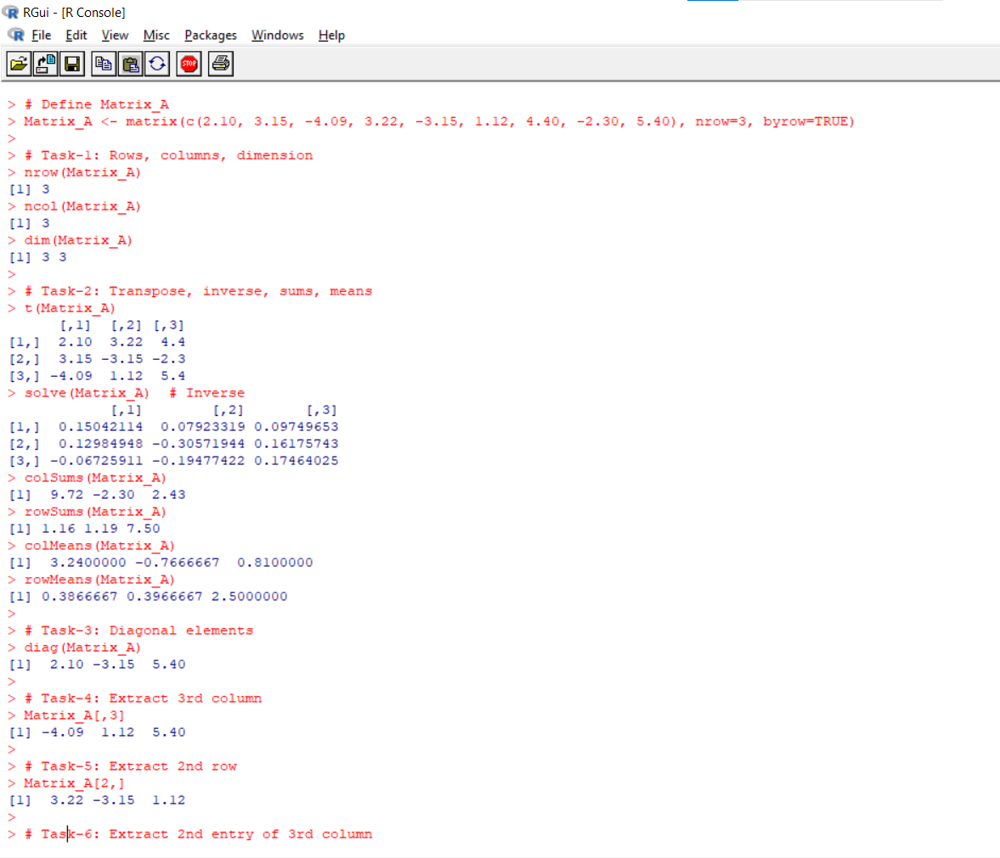 RGui - [R Console]
File Edit View Misc Packages Windows Help
STOP
> # Define Matrix_A
> Matrix_A <- matrix(c(2.10, 3.15, -4.09, 3.22, -3.15, 1.12, 4.40, -2.30, 5.40), nrow=3, byrow=TRUE)
>
> # Task-1: Rows, columns, dimension
> nrow(Matrix_A)
[1] 3
> ncol(Matrix_A)
[1] 3
> dim(Matrix_A)
[1] 3 3
>
> # Task-2: Transpose, inverse, sums, means
> t(Matrix_A)
      [,1]  [,2] [,3]
[1,]  2.10  3.22  4.4
[2,]  3.15 -3.15 -2.3
[3,] -4.09  1.12  5.4
> solve(Matrix_A)  # Inverse
            [,1]        [,2]       [,3]
[1,]  0.15042114  0.07923319 0.09749653
[2,]  0.12984948 -0.30571944 0.16175743
[3,] -0.06725911 -0.19477422 0.17464025
> colSums(Matrix_A)
[1]  9.72 -2.30  2.43
> rowSums(Matrix_A)
[1] 1.16 1.19 7.50
> colMeans(Matrix_A)
[1]  3.2400000 -0.7666667  0.8100000
> rowMeans(Matrix_A)
[1] 0.3866667 0.3966667 2.5000000
>
> # Task-3: Diagonal elements
> diag(Matrix_A)
[1]  2.10 -3.15  5.40
>
> # Task-4: Extract 3rd column
> Matrix_A[,3]
[1] -4.09  1.12  5.40
>
> # Task-5: Extract 2nd row
> Matrix_A[2,]
[1]  3.22 -3.15  1.12
>
> # Task-6: Extract 2nd entry of 3rd column